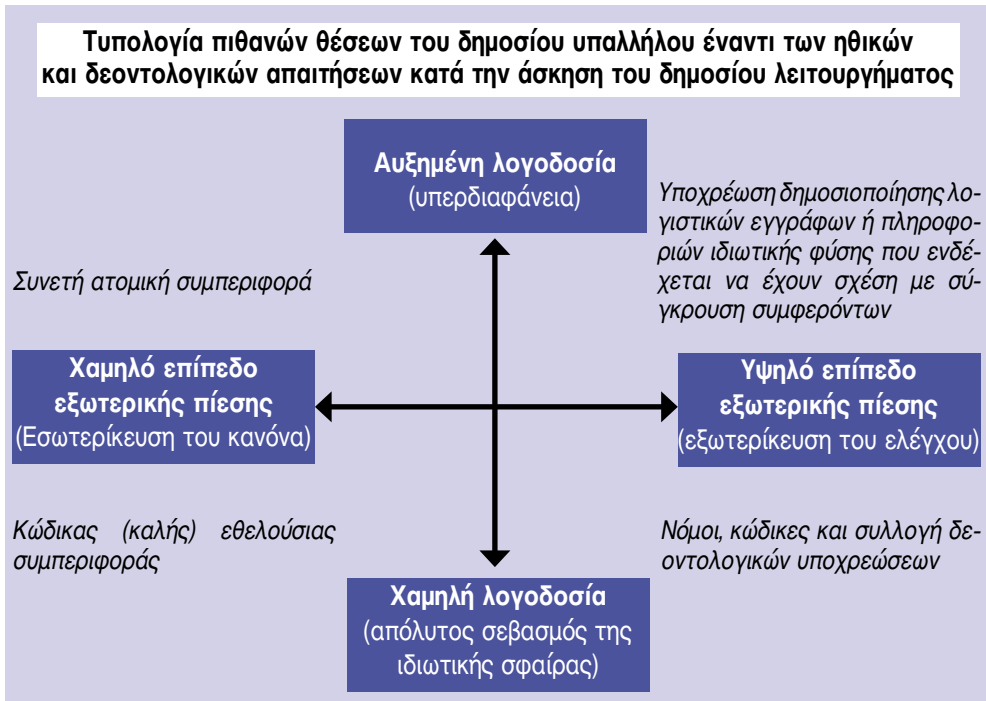 Τυπολογία πιθανών θέσεων του δημοσίου υπαλλήλου έναντι των ηθικών
και δεοντολογικών απαιτήσεων κατά την άσκηση του δημοσίου λειτουργήματος
Αυξημένη λογοδοσία
(υπερδιαφάνεια)
Συνετή ατομική συμπεριφορά
Υποχρέωση δημοσιοποίησης λο-
γιστικών εγγράφων ή πληροφο-
ριών ιδιωτικής φύσης που ενδέ-
χεται να έχουν σχέση με σύ-
γκρουση συμφερόντων
Χαμηλό επίπεδο
εξωτερικής πίεσης
(Εσωτερίκευση του κανόνα)
Υψηλό επίπεδο
εξωτερικής πίεσης
(εξωτερίκευση του ελέγχου)
Κώδικας (καλής) εθελούσιας
συμπεριφοράς
Νόμοι, κώδικες και συλλογή δε-
οντολογικών υποχρεώσεων
Χαμηλή λογοδοσία
(απόλυτος σεβασμός της
ιδιωτικής σφαίρας)